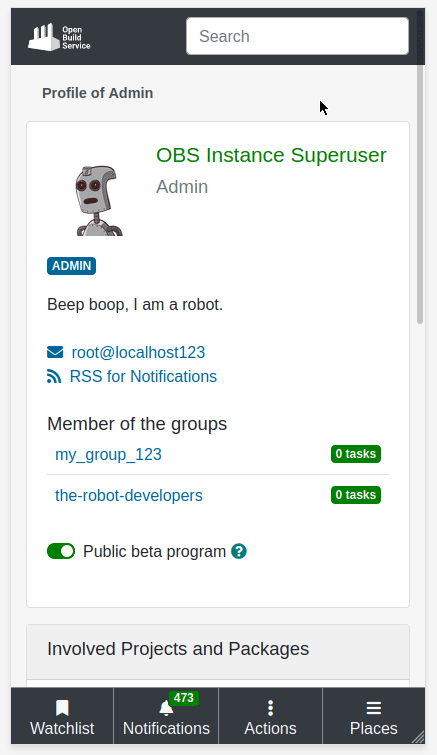 Open
Build
Service
Search
Profile of Admin
OBS Instance Superuser
Admin
ADMIN
Beep boop, I am a robot.
root@localhost123
RSS for Notifications
Member of the groups
my_group_123 0 tasks
the-robot-developers 0 tasks
Public beta program ?
Involved Projects and Packages
473
Watchlist Notifications Actions Places